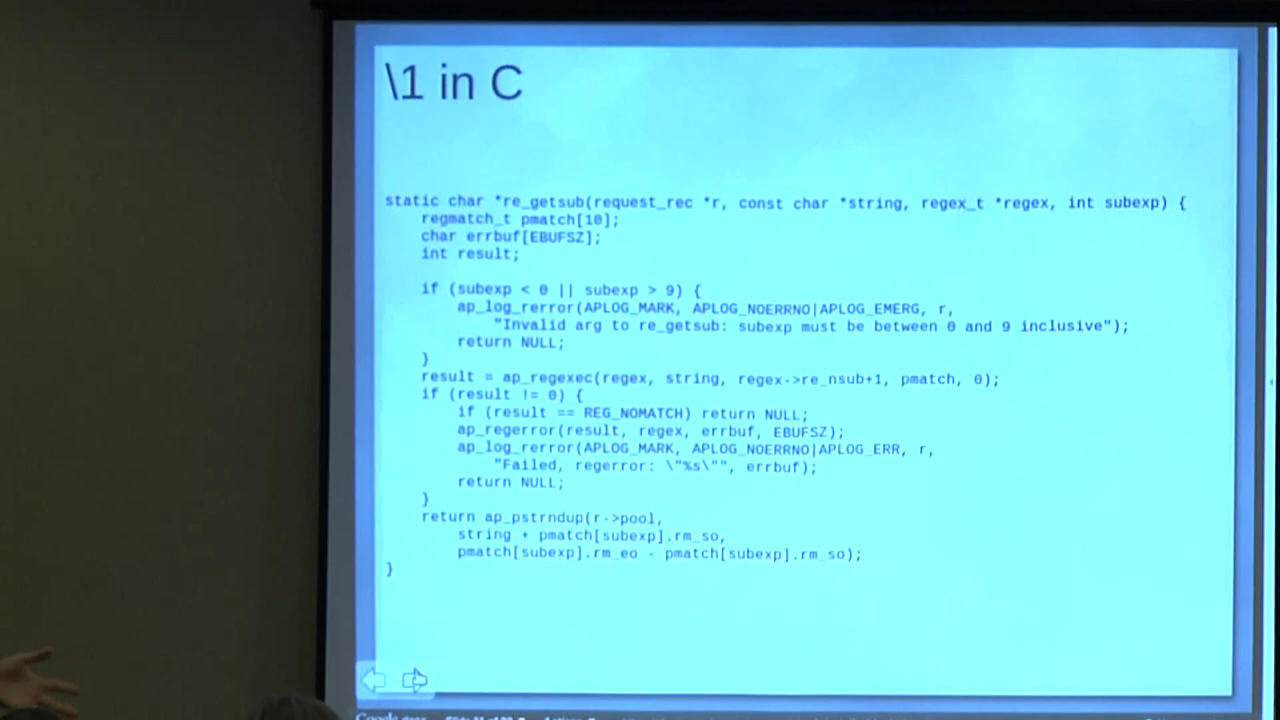 \1 in C
static char *re_getsub(request_rec *r, const char *string, regex_t *regex, int subexp) {
    regmatch_t pmatch[10];
    char errbuf[EBUFSZ];
    int result;

    if (subexp < 0 || subexp > 9) {
        ap_log_rerror(APLOG_MARK, APLOG_NOERRNO|APLOG_EMERG, r,
            "Invalid arg to re_getsub: subexp must be between 0 and 9 inclusive");
        return NULL;
    }
    result = ap_regexec(regex, string, regex->re_nsub+1, pmatch, 0);
    if (result != 0) {
        if (result == REG_NOMATCH) return NULL;
        ap_regerror(result, regex, errbuf, EBUFSZ);
        ap_log_rerror(APLOG_MARK, APLOG_NOERRNO|APLOG_ERR, r,
            "Failed, regerror: \"%s\"", errbuf);
        return NULL;
    }
    return ap_pstrndup(r->pool,
        string + pmatch[subexp].rm_so,
        pmatch[subexp].rm_eo - pmatch[subexp].rm_so);
}